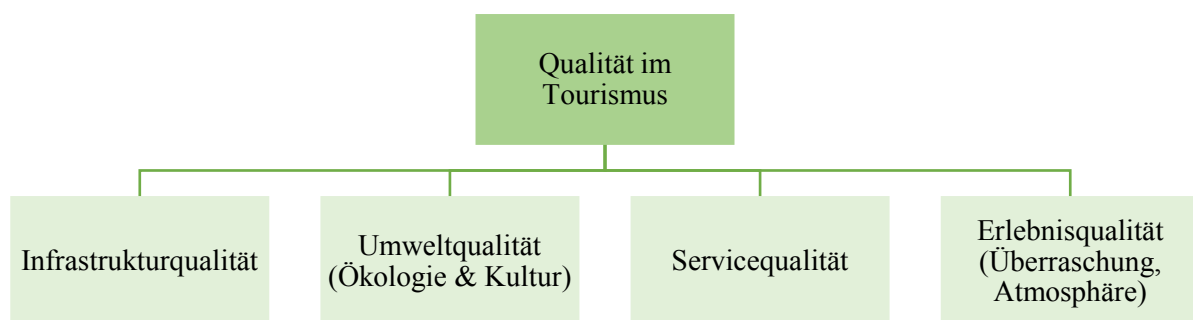 Qualität im
Tourismus
Infrastrukturqualität
Umweltqualität
(Ökologie & Kultur)
Servicequalität
Erlebnisqualität
(Überraschung,
Atmosphäre)